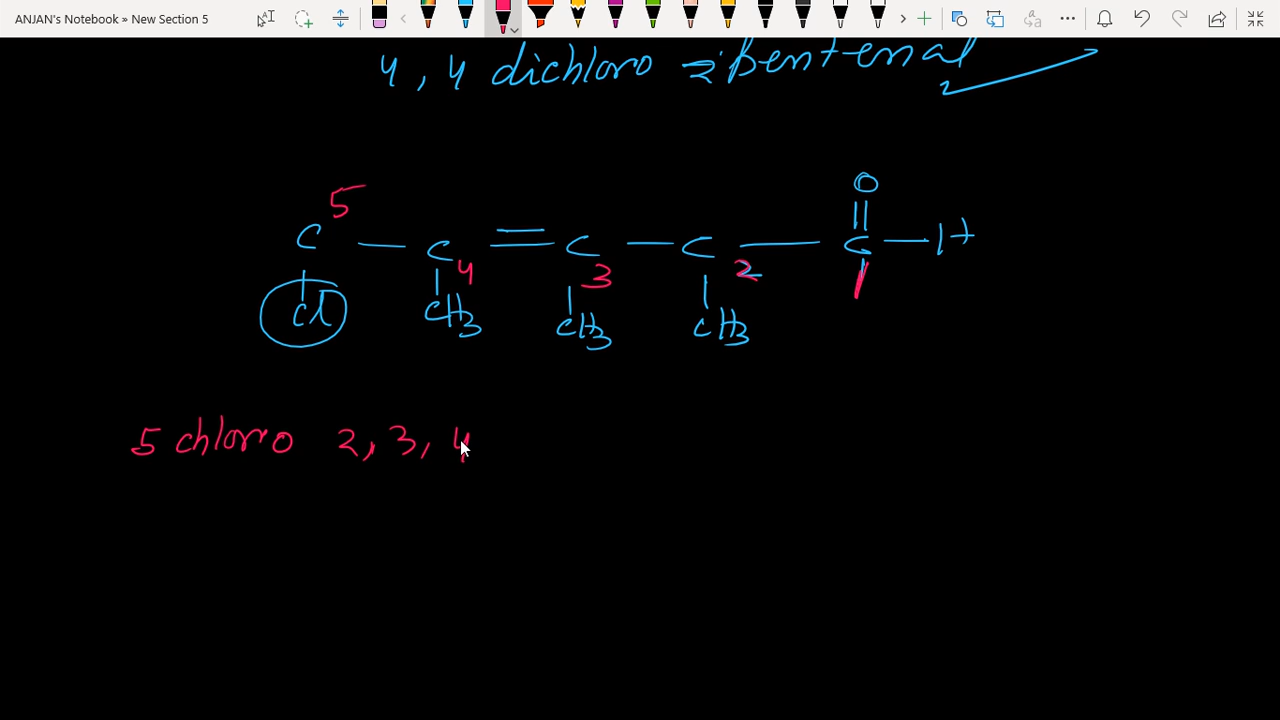 ANJAN's Notebook » New Section 5
4, 4 dichloro 2 pentenal
O
5
C — C = C — C — C — H
4 3 2 1
Cl CH3 CH3 CH3
5 chloro 2, 3, 4